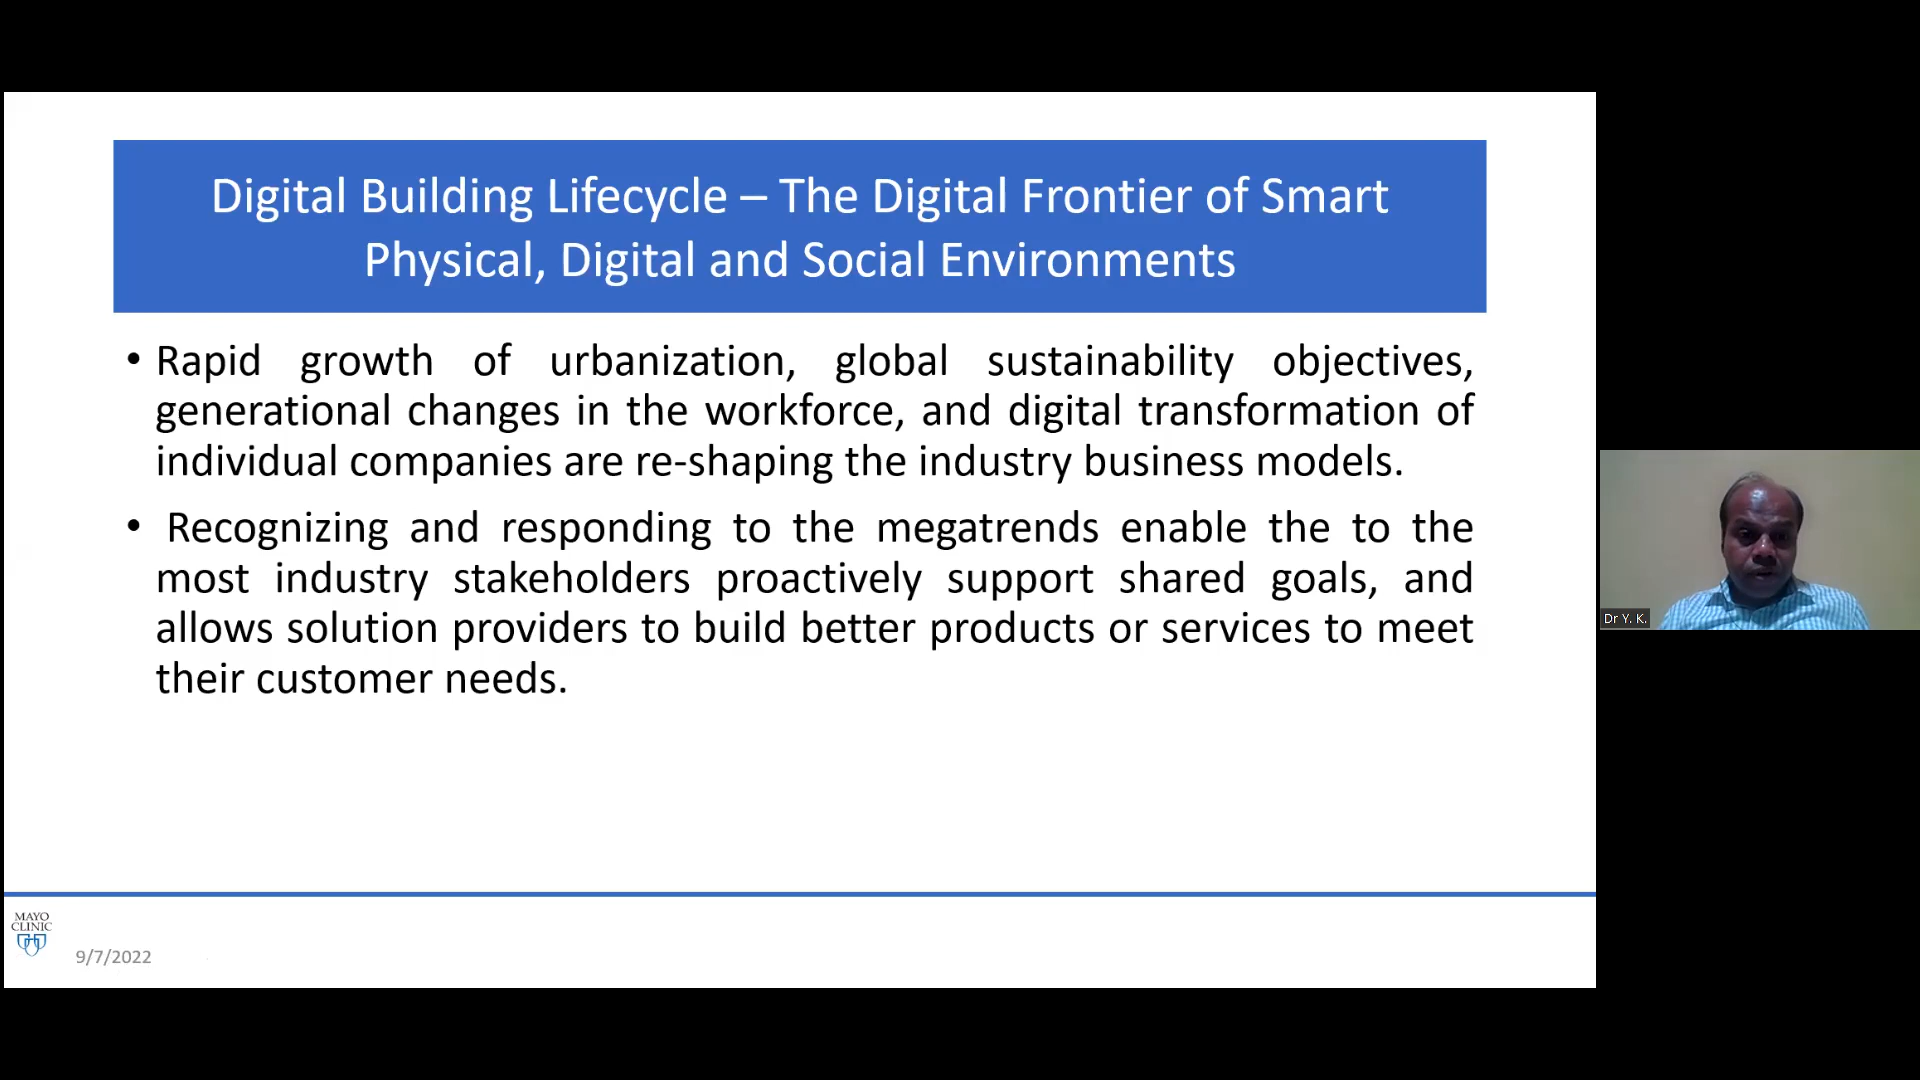 Digital Building Lifecycle – The Digital Frontier of Smart
Physical, Digital and Social Environments
• Rapid growth of urbanization, global sustainability objectives,
generational changes in the workforce, and digital transformation of
individual companies are re-shaping the industry business models.
• Recognizing and responding to the megatrends enable the to the
most industry stakeholders proactively support shared goals, and
allows solution providers to build better products or services to meet
their customer needs.
MAYO
CLINIC
9/7/2022
Dr Y. K.